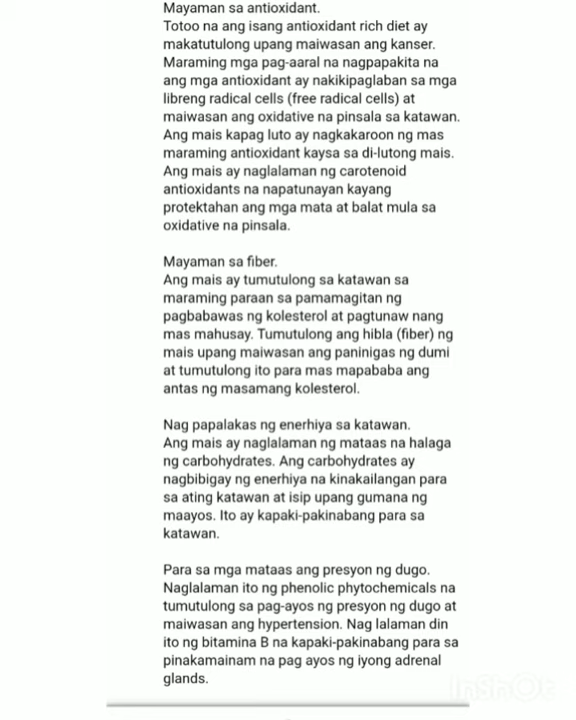 Mayaman sa antioxidant.
Totoo na ang isang antioxidant rich diet ay
makatutulong upang maiwasan ang kanser.
Maraming mga pag-aaral na nagpapakita na
ang mga antioxidant ay nakikipaglaban sa mga
libreng radical cells (free radical cells) at
maiwasan ang oxidative na pinsala sa katawan.
Ang mais kapag luto ay nagkakaroon ng mas
maraming antioxidant kaysa sa di-lutong mais.
Ang mais ay naglalaman ng carotenoid
antioxidants na napatunayan kayang
protektahan ang mga mata at balat mula sa
oxidative na pinsala.
Mayaman sa fiber.
Ang mais ay tumutulong sa katawan sa
maraming paraan sa pamamagitan ng
pagbabawas ng kolesterol at pagtunaw nang
mas mahusay. Tumutulong ang hibla (fiber) ng
mais upang maiwasan ang paninigas ng dumi
at tumutulong ito para mas mapababa ang
antas ng masamang kolesterol.
Nag papalakas ng enerhiya sa katawan.
Ang mais ay naglalaman ng mataas na halaga
ng carbohydrates. Ang carbohydrates ay
nagbibigay ng enerhiya na kinakailangan para
sa ating katawan at isip upang gumana ng
maayos. Ito ay kapaki-pakinabang para sa
katawan.
Para sa mga mataas ang presyon ng dugo.
Naglalaman ito ng phenolic phytochemicals na
tumutulong sa pag-ayos ng presyon ng dugo at
maiwasan ang hypertension. Nag lalaman din
ito ng bitamina B na kapaki-pakinabang para sa
pinakamainam na pag ayos ng iyong adrenal
glands.
InShOt